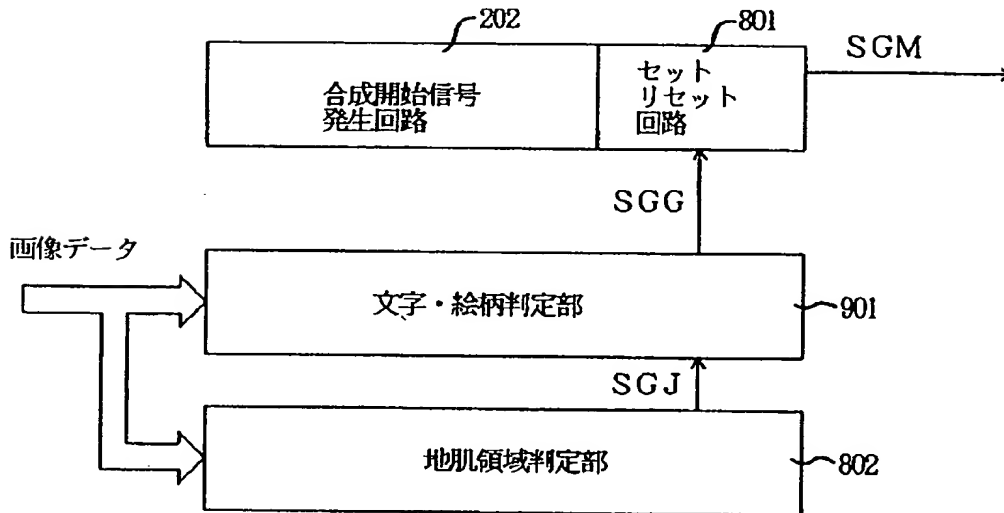 202
801
SGM
合成開始信号
発生回路
セット
リセット
回路
SGG
画像データ
文字・絵柄判定部
901
SGJ
地肌領域判定部
802